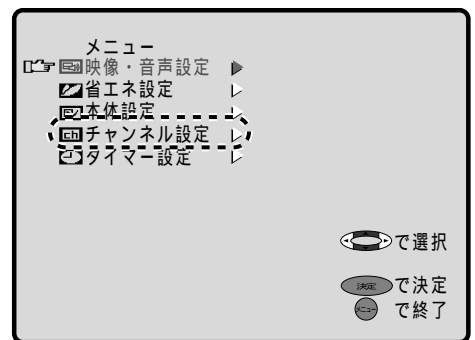 メニュー
映像・音声設定
省エネ設定
本体設定
ch チャンネル設定
タイマー設定
で選択
決定 で決定
メニュー で終了